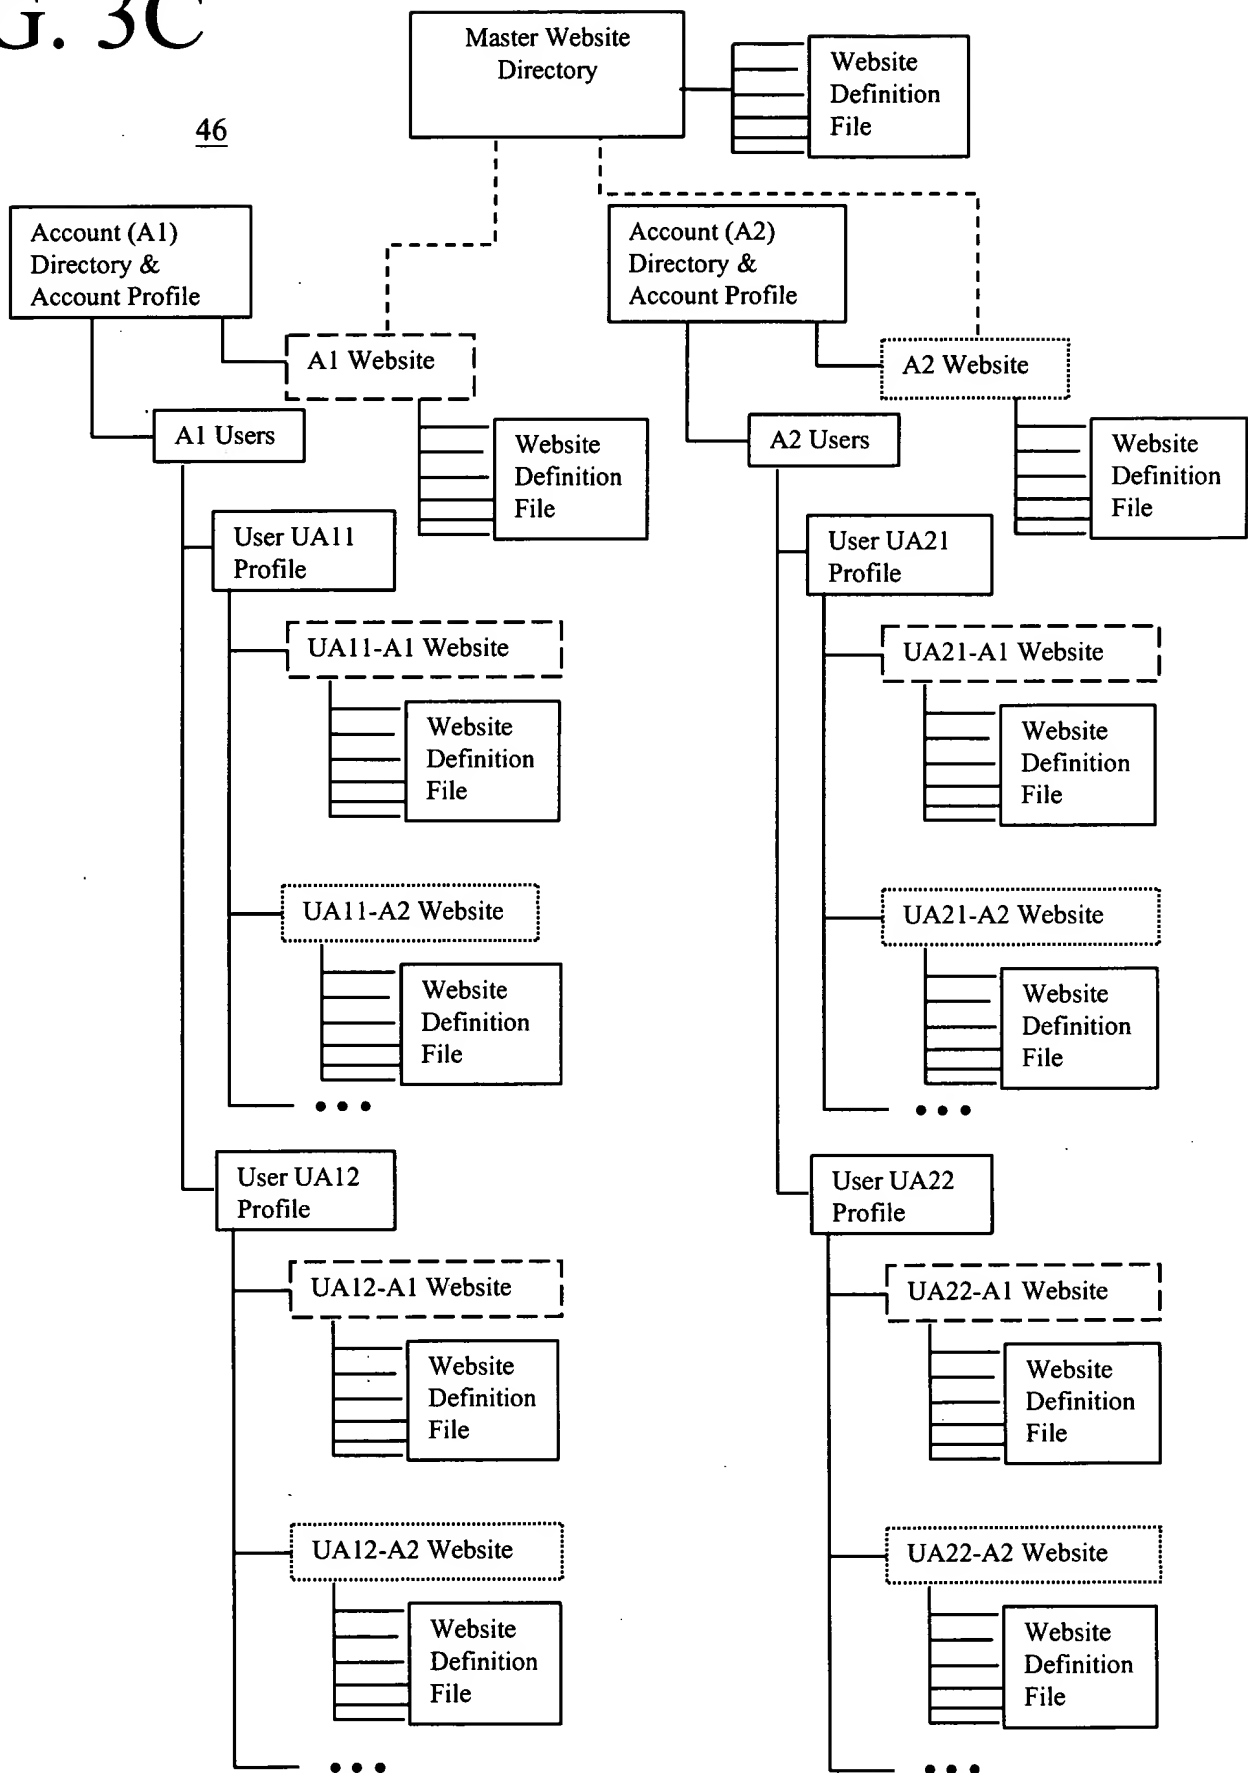 G. 3C
46
Master Website
Directory
Website
Definition
File
Account (A1)
Directory &
Account Profile
A1 Website
Website
Definition
File
A1 Users
User UA11
Profile
UA11-A1 Website
Website
Definition
File
UA11-A2 Website
Website
Definition
File
• • •
User UA12
Profile
UA12-A1 Website
Website
Definition
File
UA12-A2 Website
Website
Definition
File
• • •
Account (A2)
Directory &
Account Profile
A2 Website
Website
Definition
File
A2 Users
User UA21
Profile
UA21-A1 Website
Website
Definition
File
UA21-A2 Website
Website
Definition
File
• • •
User UA22
Profile
UA22-A1 Website
Website
Definition
File
UA22-A2 Website
Website
Definition
File
• • •